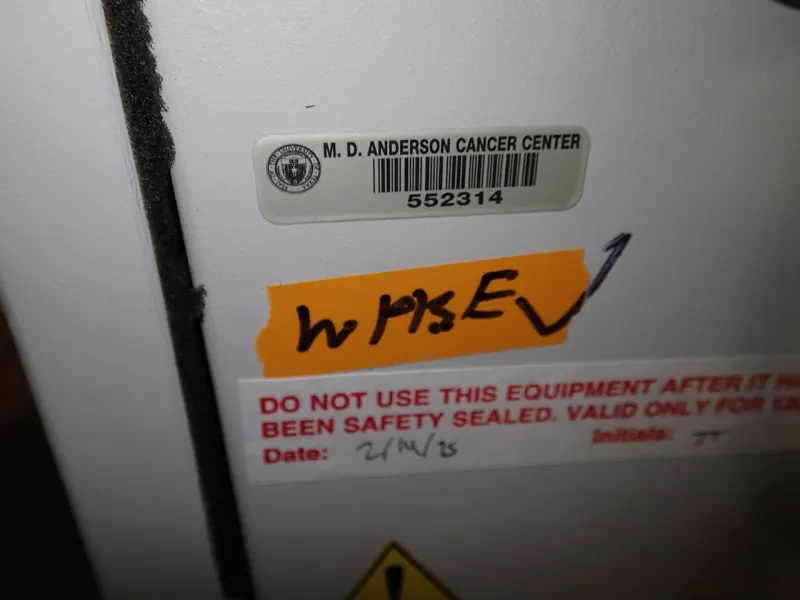 M. D. ANDERSON CANCER CENTER
552314
DO NOT USE THIS EQUIPMENT AFTER IT
BEEN SAFETY SEALED. VALID ONLY FOR
Date: 2/14/25 Initials: JT